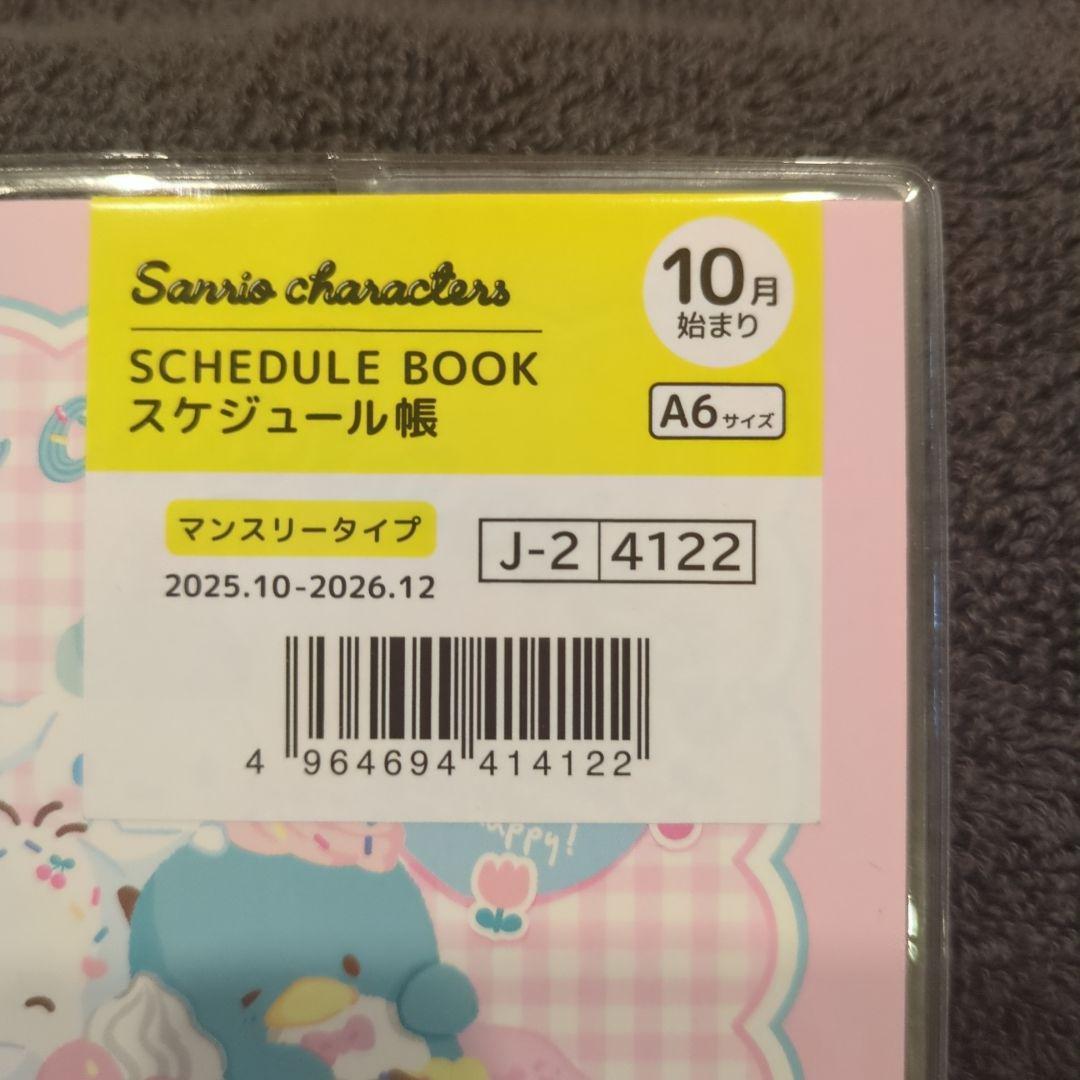 Sanrio characters
SCHEDULE BOOK
スケジュール帳
10月
始まり
A6サイズ
マンスリータイプ
2025.10-2026.12
J-2 4122
4 964694 414122